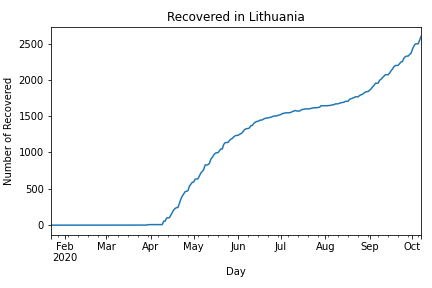 Recovered in Lithuania
Number of Recovered
2500
2000
1500
1000
500
0
Feb Mar Apr May Jun Jul Aug Sep Oct
2020
Day